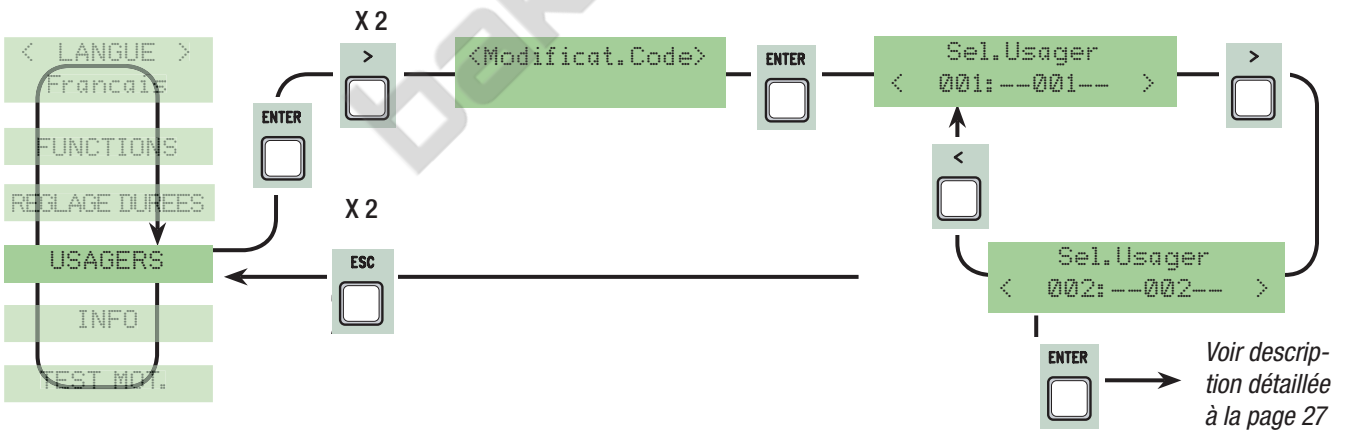 < LANGUE >
Francais
FUNCTIONS
REGLAGE DUREES
USAGERS
INFO
TEST MOT.
ENTER
X 2
>
<Modificat.Code>
ENTER
Sel.Usager
< 001:--001-- >
>
<
Sel.Usager
< 002:--002-- >
X 2
ESC
ENTER
Voir descrip-
tion détaillée
à la page 27